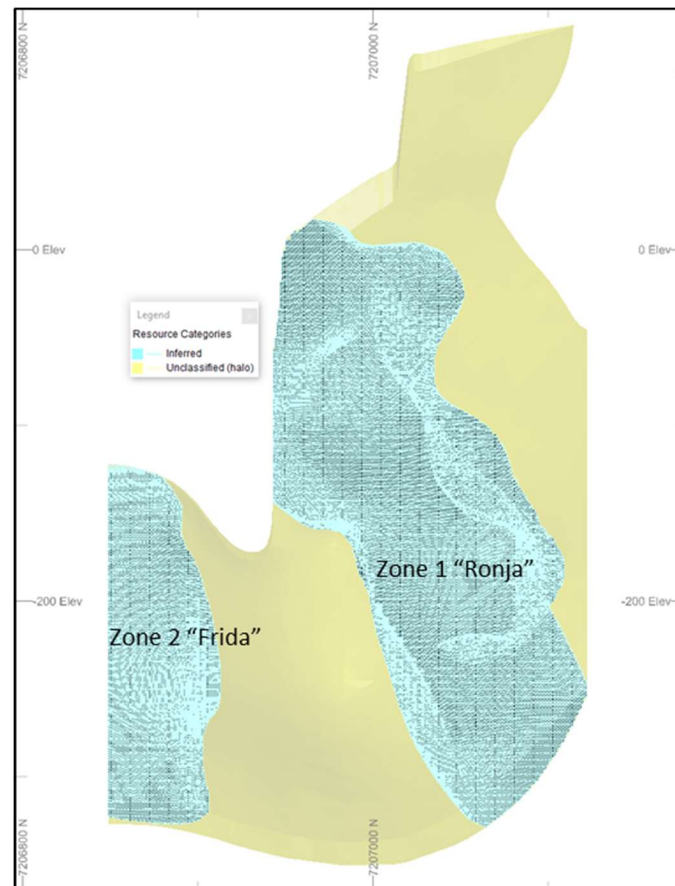 7206800 N
7207000 N
0 Elev
0 Elev
Legend
Resource Categories
Inferred
Unclassified (halo)
Zone 1 “Ronja”
-200 Elev
-200 Elev
Zone 2 “Frida”
7206800 N
7207000 N